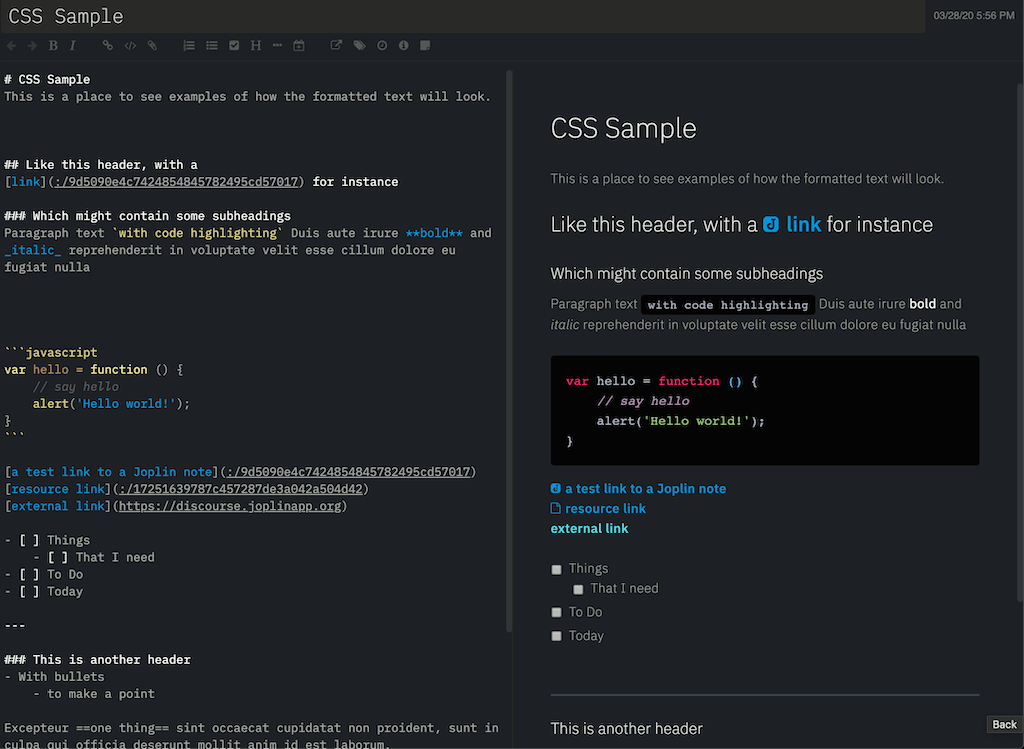 CSS Sample
03/28/20 5:56 PM
# CSS Sample
This is a place to see examples of how the formatted text will look.
## Like this header, with a
[link](:/9d5090e4c7424854845782495cd57017) for instance
### Which might contain some subheadings
Paragraph text `with code highlighting` Duis aute irure **bold** and
_italic_ reprehenderit in voluptate velit esse cillum dolore eu
fugiat nulla
```javascript
var hello = function () {
    // say hello
    alert('Hello world!');
}
```
[a test link to a Joplin note](:/9d5090e4c7424854845782495cd57017)
[resource link](:/17251639787c457287de3a042a504d42)
[external link](https://discourse.joplinapp.org)
- [ ] Things
    - [ ] That I need
- [ ] To Do
- [ ] Today
---
### This is another header
- With bullets
    - to make a point
Excepteur ==one thing== sint occaecat cupidatat non proident, sunt in
culpa qui officia deserunt mollit anim id est laborum.
CSS Sample
This is a place to see examples of how the formatted text will look.
Like this header, with a link for instance
Which might contain some subheadings
Paragraph text with code highlighting Duis aute irure bold and
italic reprehenderit in voluptate velit esse cillum dolore eu fugiat nulla
var hello = function () {
    // say hello
    alert('Hello world!');
}
a test link to a Joplin note
resource link
external link
Things
That I need
To Do
Today
This is another header
Back